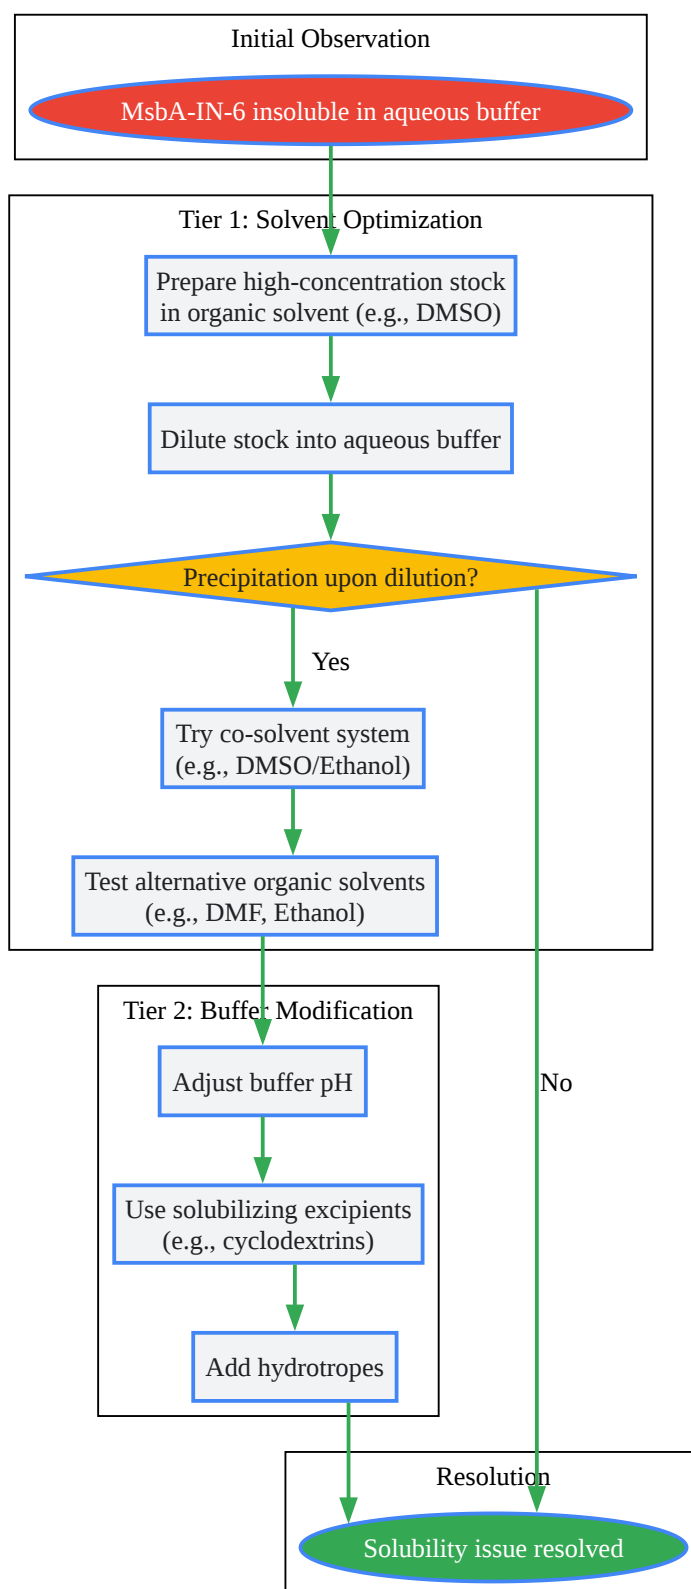 Initial Observation
MsbA-IN-6 insoluble in aqueous buffer
Tier 1: Solvent Optimization
Prepare high-concentration stock
in organic solvent (e.g., DMSO)
Dilute stock into aqueous buffer
Precipitation upon dilution?
Yes
Try co-solvent system
(e.g., DMSO/Ethanol)
Test alternative organic solvents
(e.g., DMF, Ethanol)
Tier 2: Buffer Modification
Adjust buffer pH
No
Use solubilizing excipients
(e.g., cyclodextrins)
Add hydrotropes
Resolution
Solubility issue resolved